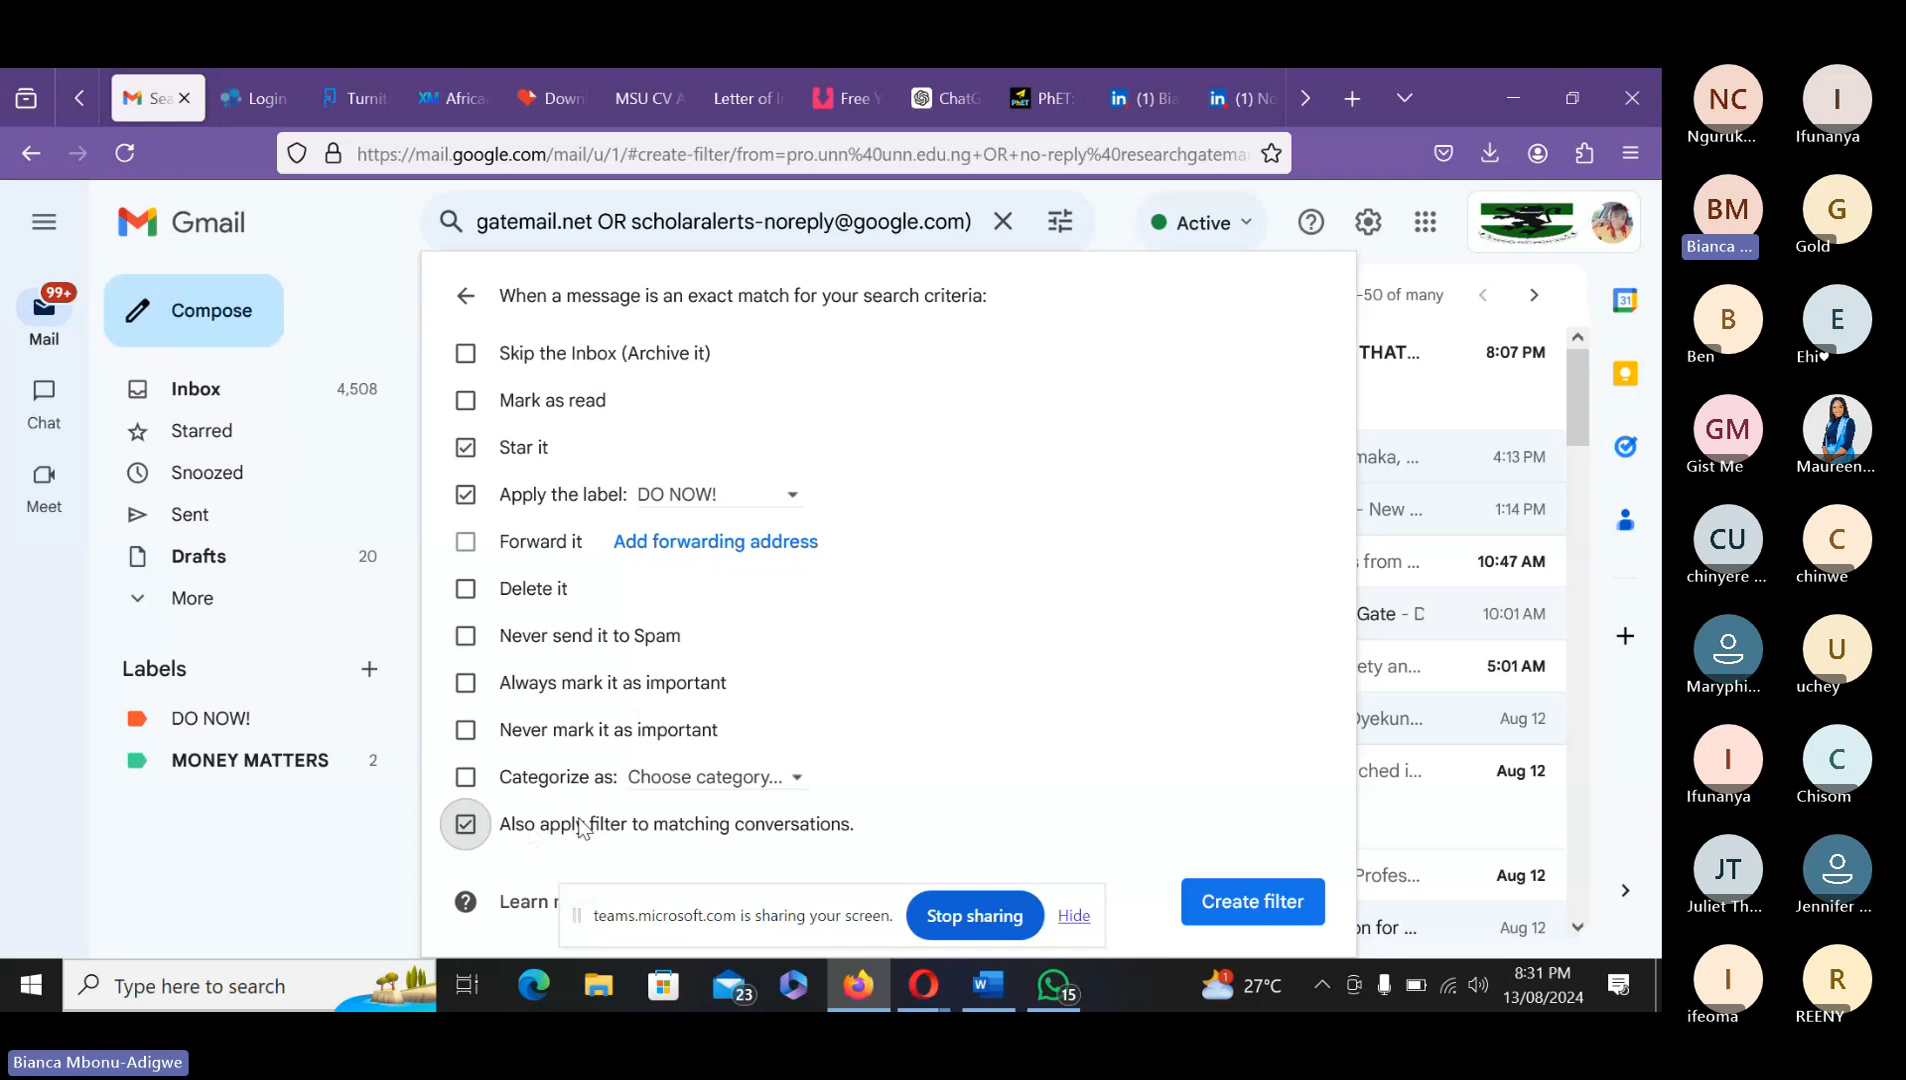 Sea
Login
Turnit
XM Africa
Down
MSU CV A
Letter of I
Free Y
ChatG
PhET:
(1) Bia
(1) No
https://mail.google.com/mail/u/1/#create-filter/from=pro.unn%40unn.edu.ng+OR+no-reply%40researchgatema
Gmail
gatemail.net OR scholaralerts-noreply@google.com)
Active
99+
Mail
Chat
Meet
Compose
Inbox 4,508
Starred
Snoozed
Sent
Drafts 20
More
Labels
DO NOW!
MONEY MATTERS 2
When a message is an exact match for your search criteria:
Skip the Inbox (Archive it)
Mark as read
Star it
Apply the label: DO NOW!
Forward it Add forwarding address
Delete it
Never send it to Spam
Always mark it as important
Never mark it as important
Categorize as: Choose category...
Also apply filter to matching conversations.
Learn
Create filter
teams.microsoft.com is sharing your screen. Stop sharing Hide
-50 of many
THAT... 8:07 PM
maka, ... 4:13 PM
- New ... 1:14 PM
s from ... 10:47 AM
Gate - D 10:01 AM
ety an... 5:01 AM
Oyekun... Aug 12
ched i... Aug 12
Profes... Aug 12
on for ... Aug 12
31
Type here to search
23
15
1
27°C
8:31 PM
13/08/2024
NC I
Nguruk... Ifunanya
BM G
Bianca ... Gold
B E
Ben Ehi♥
GM
Gist Me Maureen...
CU C
chinyere ... chinwe
U
Maryphi... uchey
I C
Ifunanya Chisom
JT
Juliet Th... Jennifer ...
I R
ifeoma REENY
Bianca Mbonu-Adigwe